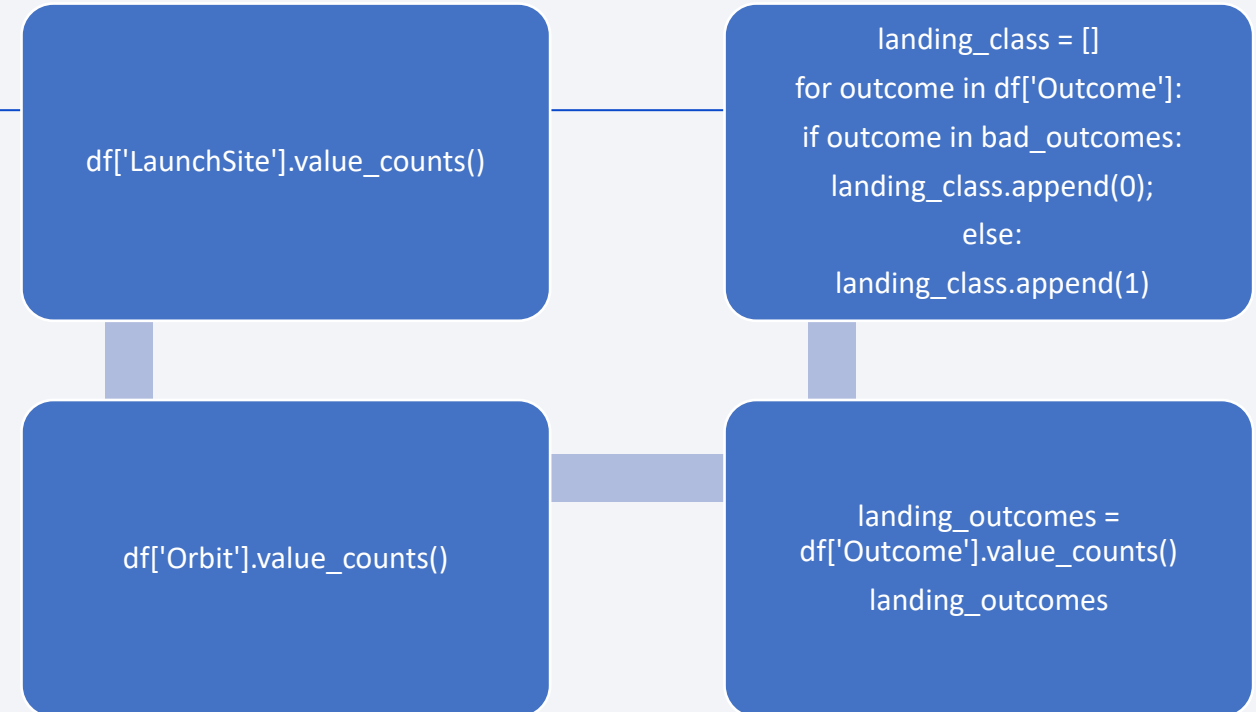 df['LaunchSite'].value_counts()
df['Orbit'].value_counts()
landing_outcomes =
df['Outcome'].value_counts()
landing_outcomes
landing_class = []
for outcome in df['Outcome']:
if outcome in bad_outcomes:
landing_class.append(0);
else:
landing_class.append(1)